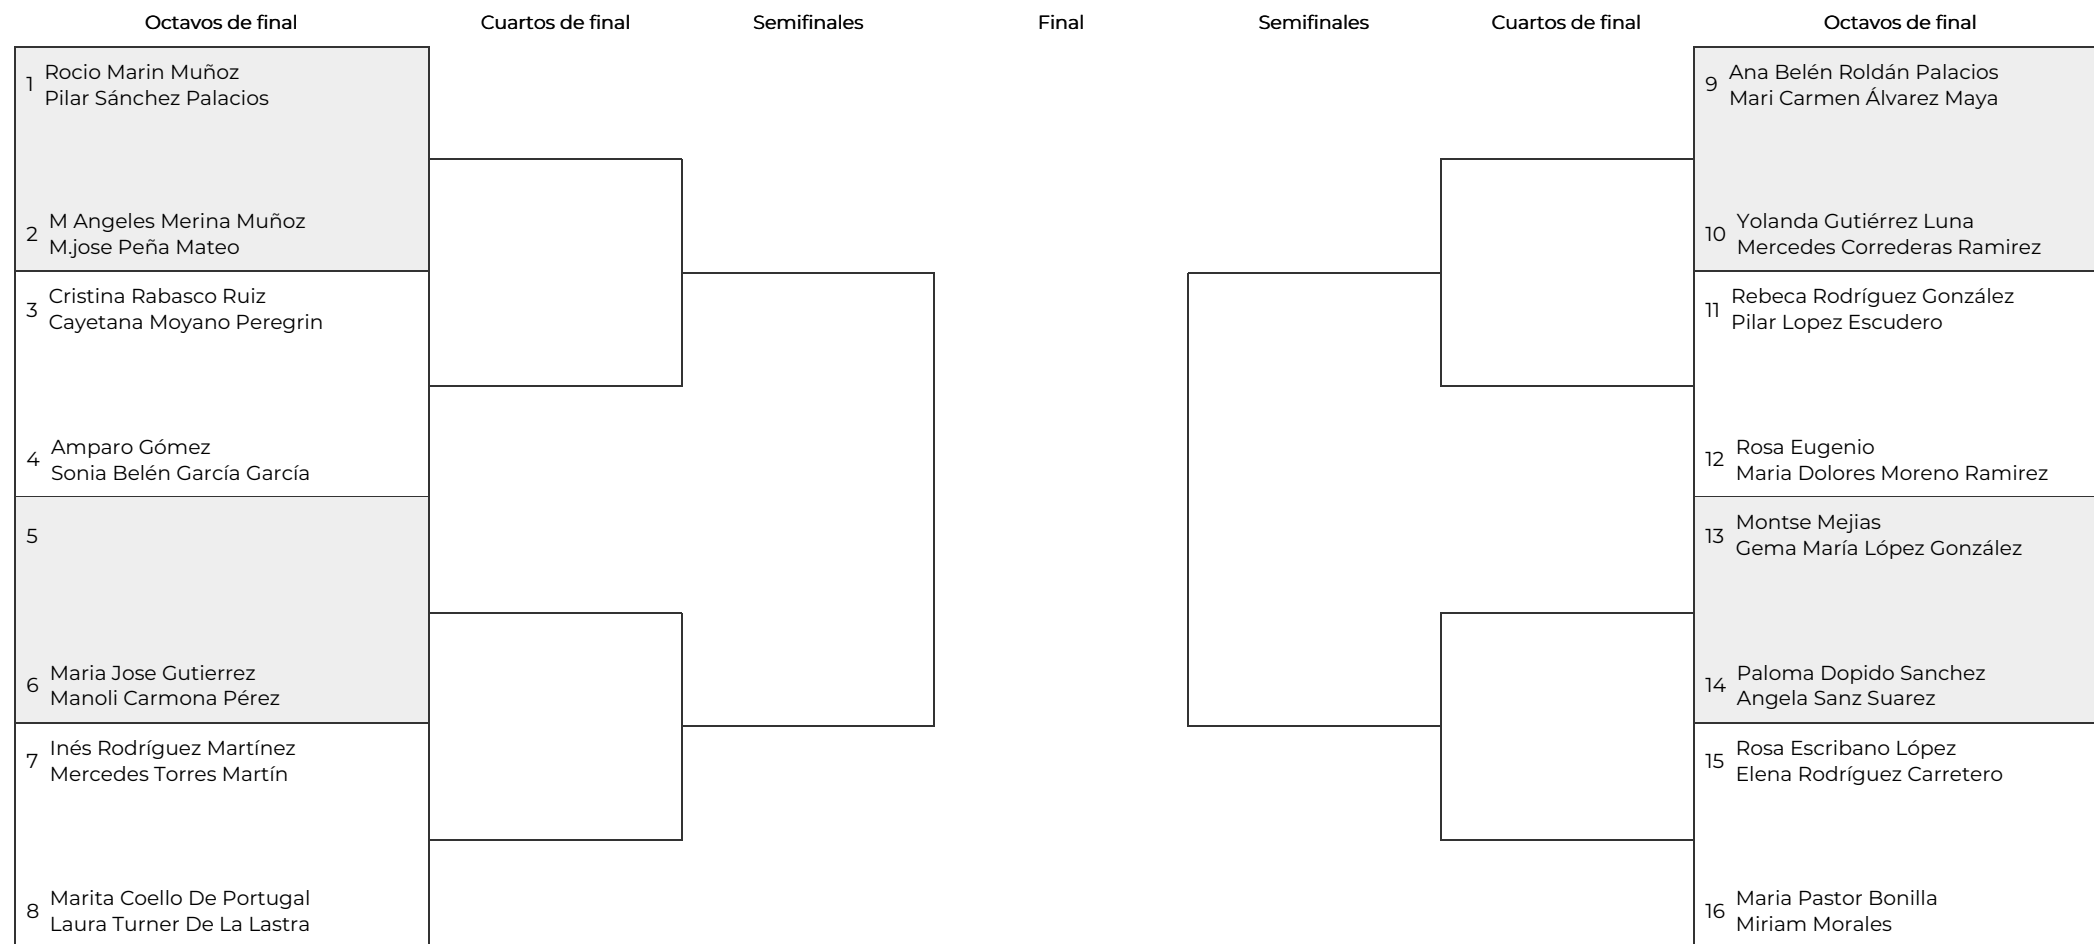 Octavos de final
Cuartos de final
Semifinales
Final
Semifinales
Cuartos de final
Octavos de final
1
Rocio Marin Muñoz
Pilar Sánchez Palacios
2
M Angeles Merina Muñoz
M.jose Peña Mateo
3
Cristina Rabasco Ruiz
Cayetana Moyano Peregrin
4
Amparo Gómez
Sonia Belén García García
5
6
Maria Jose Gutierrez
Manoli Carmona Pérez
7
Inés Rodríguez Martínez
Mercedes Torres Martín
8
Marita Coello De Portugal
Laura Turner De La Lastra
9
Ana Belén Roldán Palacios
Mari Carmen Álvarez Maya
10
Yolanda Gutiérrez Luna
Mercedes Correderas Ramirez
11
Rebeca Rodríguez González
Pilar Lopez Escudero
12
Rosa Eugenio
Maria Dolores Moreno Ramirez
13
Montse Mejias
Gema María López González
14
Paloma Dopido Sanchez
Angela Sanz Suarez
15
Rosa Escribano López
Elena Rodríguez Carretero
16
Maria Pastor Bonilla
Miriam Morales